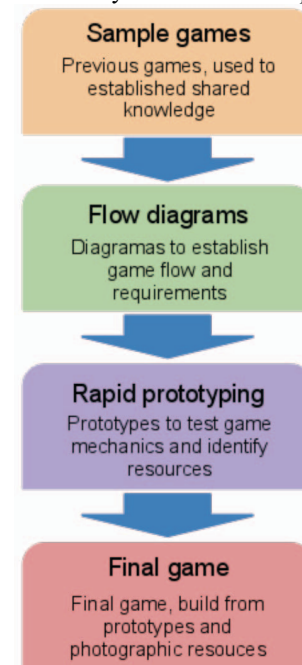 Sample games
Previous games, used to
established shared
knowledge
Flow diagrams
Diagramas to establish
game flow and
requirements
Rapid prototyping
Prototypes to test game
mechanics and identify
resources
Final game
Final game, build from
prototypes and
photographic resouces